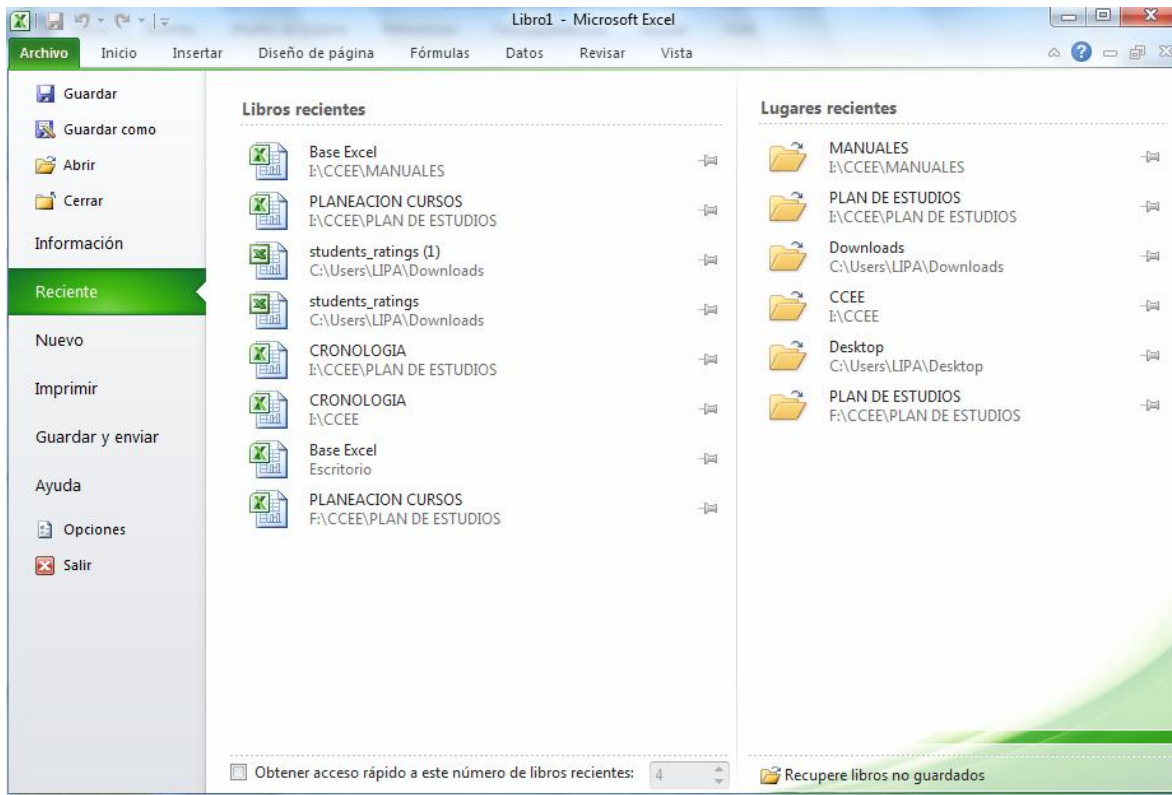 Libro1 - Microsoft Excel
Archivo Inicio Insertar Diseño de página Fórmulas Datos Revisar Vista
Guardar
Guardar como
Abrir
Cerrar
Información
Reciente
Nuevo
Imprimir
Guardar y enviar
Ayuda
Opciones
Salir
Libros recientes
Base Excel
I:\CCEE\MANUALES
PLANEACION CURSOS
I:\CCEE\PLAN DE ESTUDIOS
students_ratings (1)
C:\Users\LIPA\Downloads
students_ratings
C:\Users\LIPA\Downloads
CRONOLOGIA
I:\CCEE\PLAN DE ESTUDIOS
CRONOLOGIA
I:\CCEE
Base Excel
Escritorio
PLANEACION CURSOS
F:\CCEE\PLAN DE ESTUDIOS
Obtener acceso rápido a este número de libros recientes: 4
Lugares recientes
MANUALES
I:\CCEE\MANUALES
PLAN DE ESTUDIOS
I:\CCEE\PLAN DE ESTUDIOS
Downloads
C:\Users\LIPA\Downloads
CCEE
I:\CCEE
Desktop
C:\Users\LIPA\Desktop
PLAN DE ESTUDIOS
F:\CCEE\PLAN DE ESTUDIOS
Recupere libros no guardados